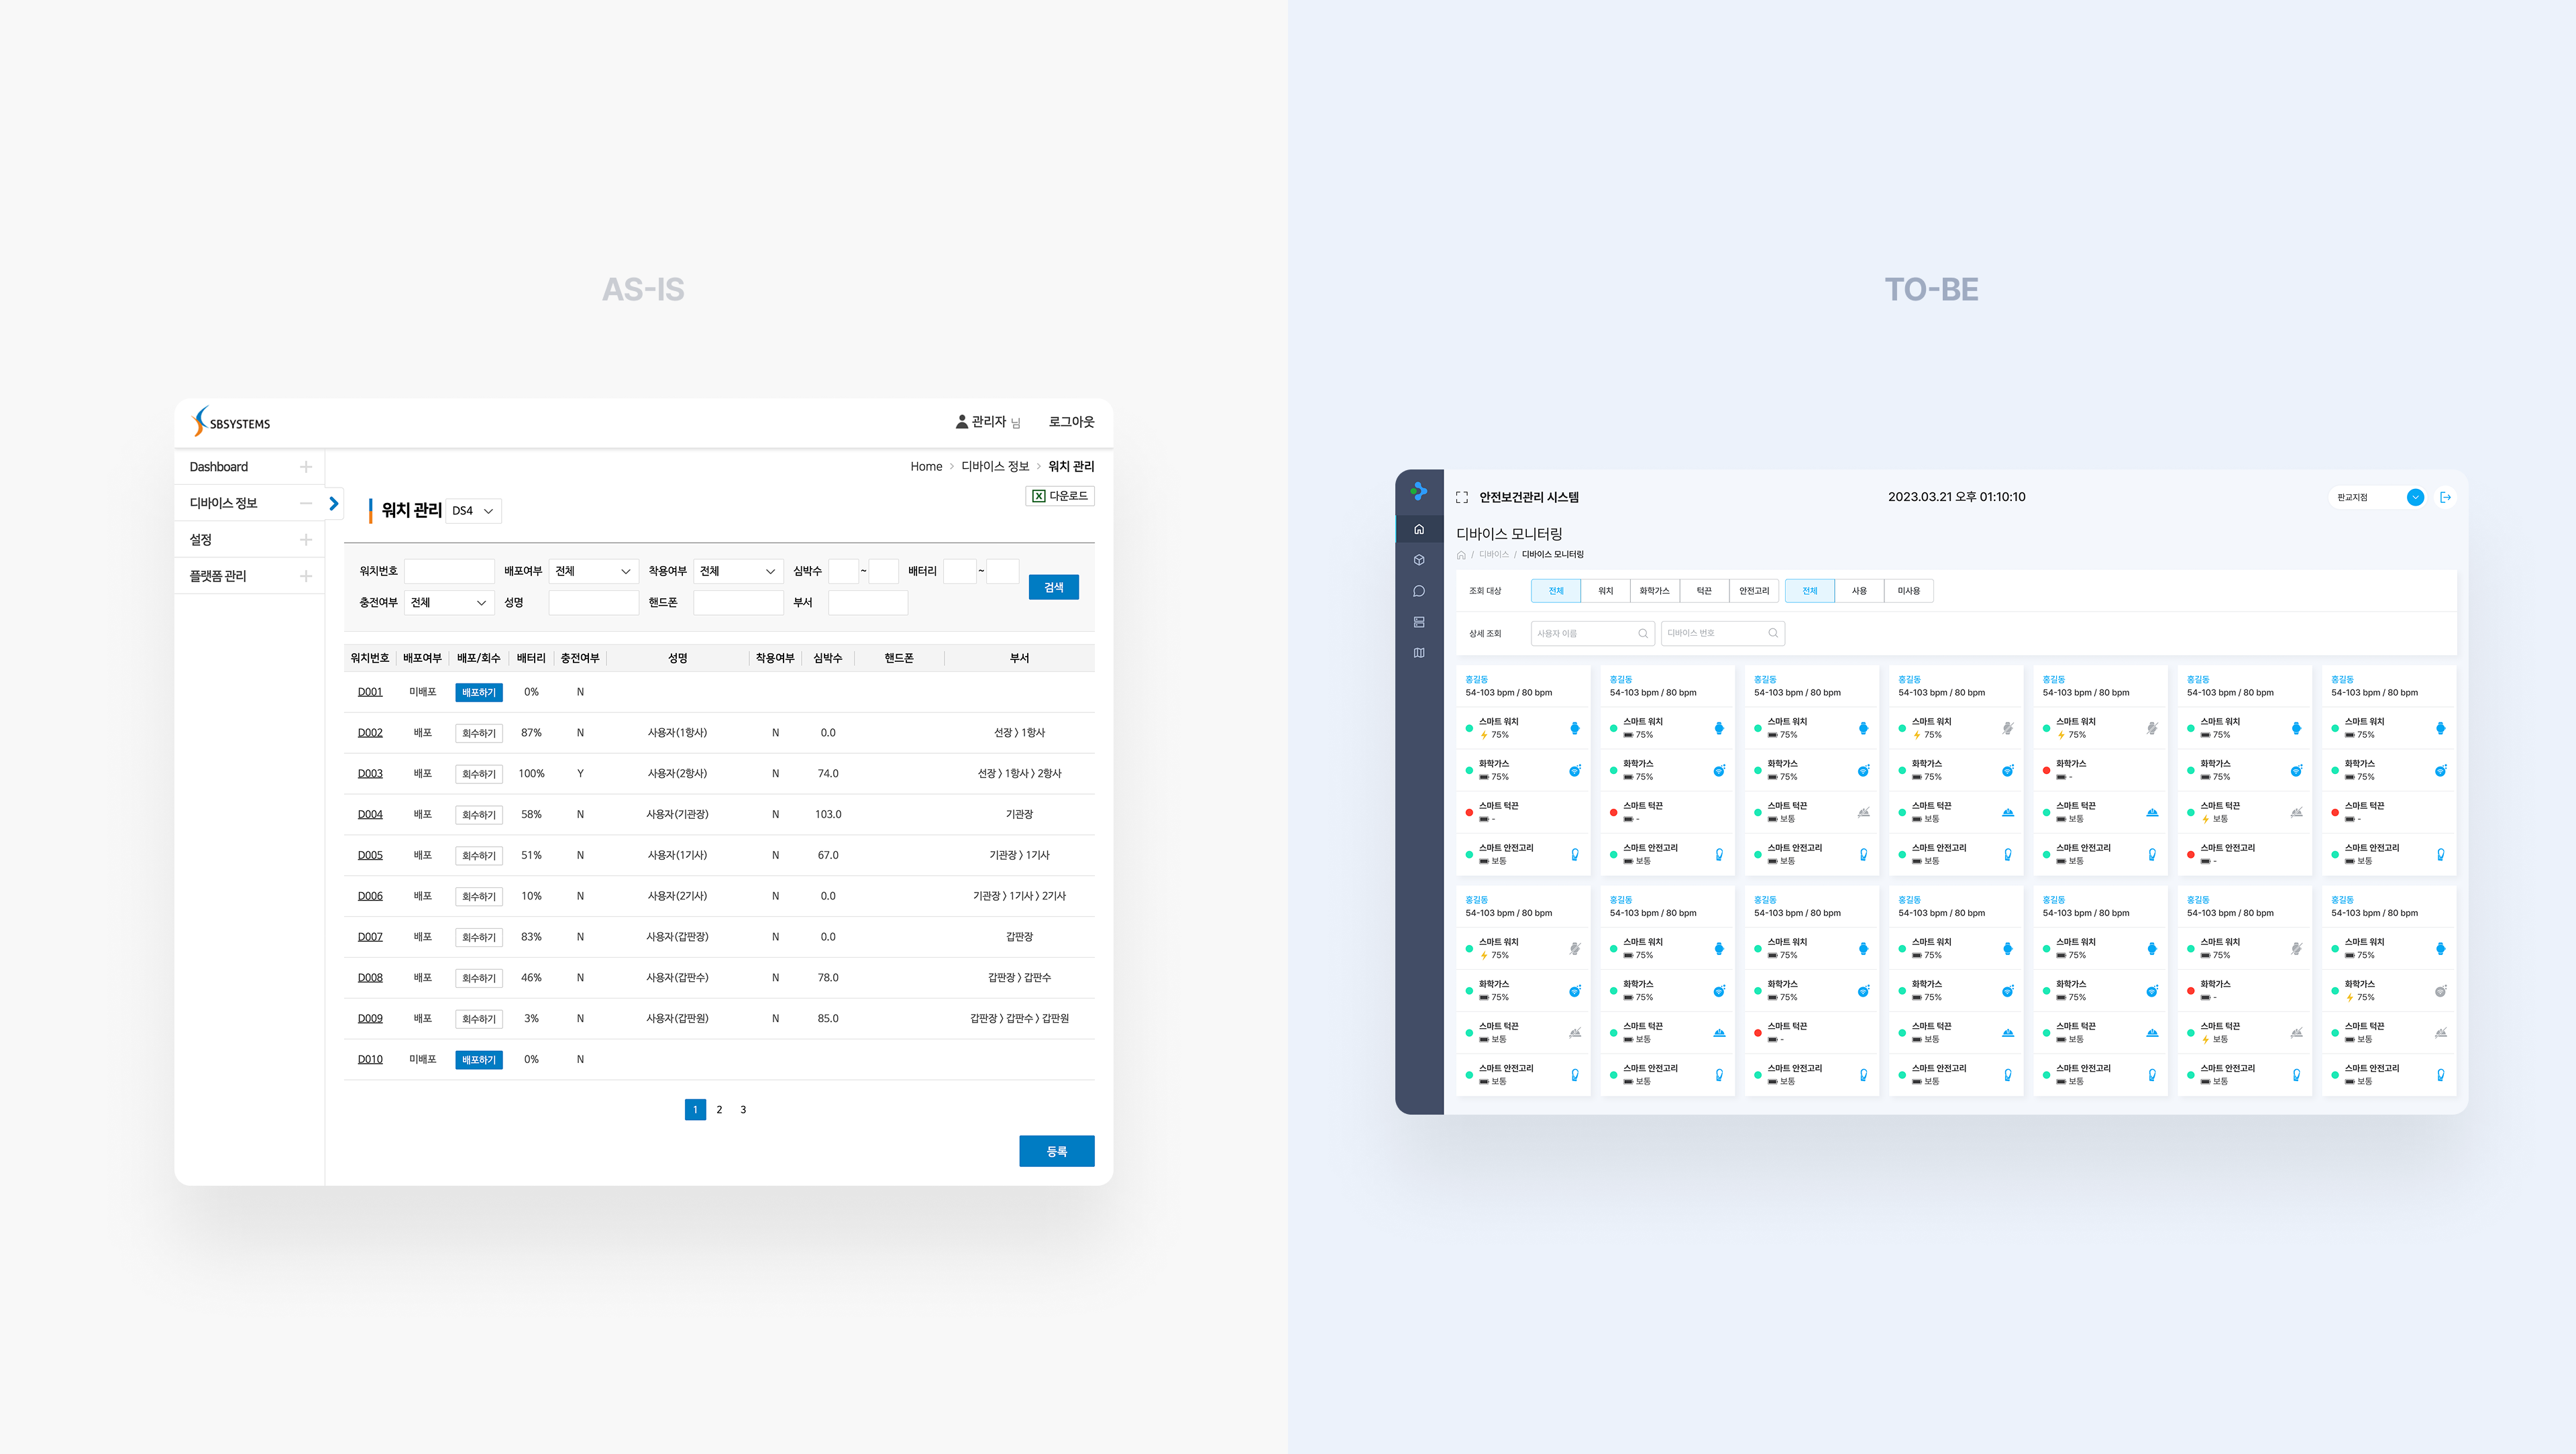 AS-IS
SBSYSTEMS
관리자 님 로그아웃
Dashboard
디바이스 정보
설정
플랫폼 관리
Home > 디바이스 정보 > 워치 관리
다운로드
워치 관리 DS4
워치번호 배포여부 전체 착용여부 전체 심박수 ~ 배터리 ~
충전여부 전체 성명 핸드폰 부서
검색
워치번호 배포여부 배포/회수 배터리 충전여부 성명 착용여부 심박수 핸드폰 부서
D001 미배포 배포하기 0% N
D002 배포 회수하기 87% N 사용자(1항사) N 0.0 선장 > 1항사
D003 배포 회수하기 100% Y 사용자(2항사) N 74.0 선장 > 1항사 > 2항사
D004 배포 회수하기 58% N 사용자(기관장) N 103.0 기관장
D005 배포 회수하기 51% N 사용자(1기사) N 67.0 기관장 > 1기사
D006 배포 회수하기 10% N 사용자(2기사) N 0.0 기관장 > 1기사 > 2기사
D007 배포 회수하기 83% N 사용자(갑판장) N 0.0 갑판장
D008 배포 회수하기 46% N 사용자(갑판수) N 78.0 갑판장 > 갑판수
D009 배포 회수하기 3% N 사용자(갑판원) N 85.0 갑판장 > 갑판수 > 갑판원
D010 미배포 배포하기 0% N
1 2 3
등록
TO-BE
안전보건관리 시스템 2023.03.21 오후 01:10:10 판교지점
디바이스 모니터링
/ 디바이스 / 디바이스 모니터링
조회 대상 전체 워치 화학가스 턱끈 안전고리 전체 사용 미사용
상세 조회 사용자 이름 디바이스 번호
홍길동 홍길동 홍길동 홍길동 홍길동 홍길동 홍길동
54-103 bpm / 80 bpm 54-103 bpm / 80 bpm 54-103 bpm / 80 bpm 54-103 bpm / 80 bpm 54-103 bpm / 80 bpm 54-103 bpm / 80 bpm 54-103 bpm / 80 bpm
스마트 워치 스마트 워치 스마트 워치 스마트 워치 스마트 워치 스마트 워치 스마트 워치
75% 75% 75% 75% 75% 75% 75%
화학가스 화학가스 화학가스 화학가스 화학가스 화학가스 화학가스
75% 75% 75% 75% - 75% 75%
스마트 턱끈 스마트 턱끈 스마트 턱끈 스마트 턱끈 스마트 턱끈 스마트 턱끈 스마트 턱끈
- - 보통 보통 보통 보통 -
스마트 안전고리 스마트 안전고리 스마트 안전고리 스마트 안전고리 스마트 안전고리 스마트 안전고리 스마트 안전고리
보통 보통 보통 보통 보통 - 보통
홍길동 홍길동 홍길동 홍길동 홍길동 홍길동 홍길동
54-103 bpm / 80 bpm 54-103 bpm / 80 bpm 54-103 bpm / 80 bpm 54-103 bpm / 80 bpm 54-103 bpm / 80 bpm 54-103 bpm / 80 bpm 54-103 bpm / 80 bpm
스마트 워치 스마트 워치 스마트 워치 스마트 워치 스마트 워치 스마트 워치 스마트 워치
75% 75% 75% 75% 75% 75% 75%
화학가스 화학가스 화학가스 화학가스 화학가스 화학가스 화학가스
75% 75% 75% 75% 75% - 75%
스마트 턱끈 스마트 턱끈 스마트 턱끈 스마트 턱끈 스마트 턱끈 스마트 턱끈 스마트 턱끈
보통 보통 - 보통 보통 보통 보통
스마트 안전고리 스마트 안전고리 스마트 안전고리 스마트 안전고리 스마트 안전고리 스마트 안전고리 스마트 안전고리
보통 보통 보통 보통 보통 보통 보통